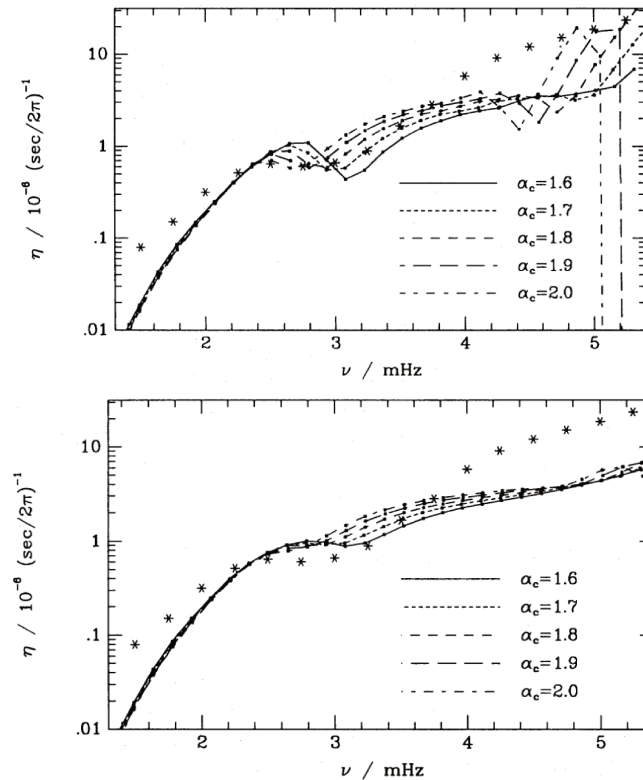 10
1
.1
.01
η / 10⁻⁶ (sec/2π)⁻¹
α_c=1.6
α_c=1.7
α_c=1.8
α_c=1.9
α_c=2.0
2 3 4 5
ν / mHz
10
1
.1
.01
η / 10⁻⁶ (sec/2π)⁻¹
α_c=1.6
α_c=1.7
α_c=1.8
α_c=1.9
α_c=2.0
2 3 4 5
ν / mHz